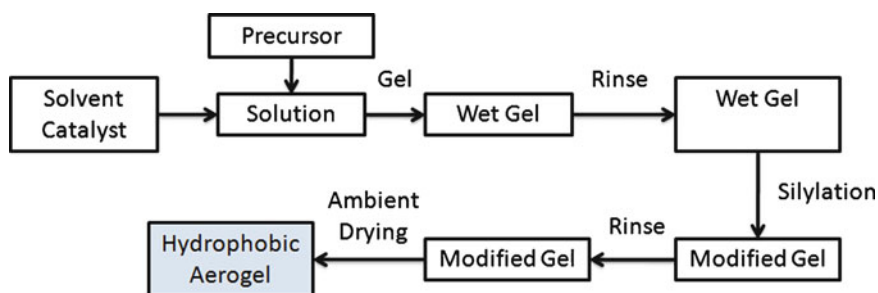 Precursor
Solvent
Catalyst
Solution
Gel
Wet Gel
Rinse
Wet Gel
Silylation
Modified Gel
Rinse
Modified Gel
Ambient
Drying
Hydrophobic
Aerogel